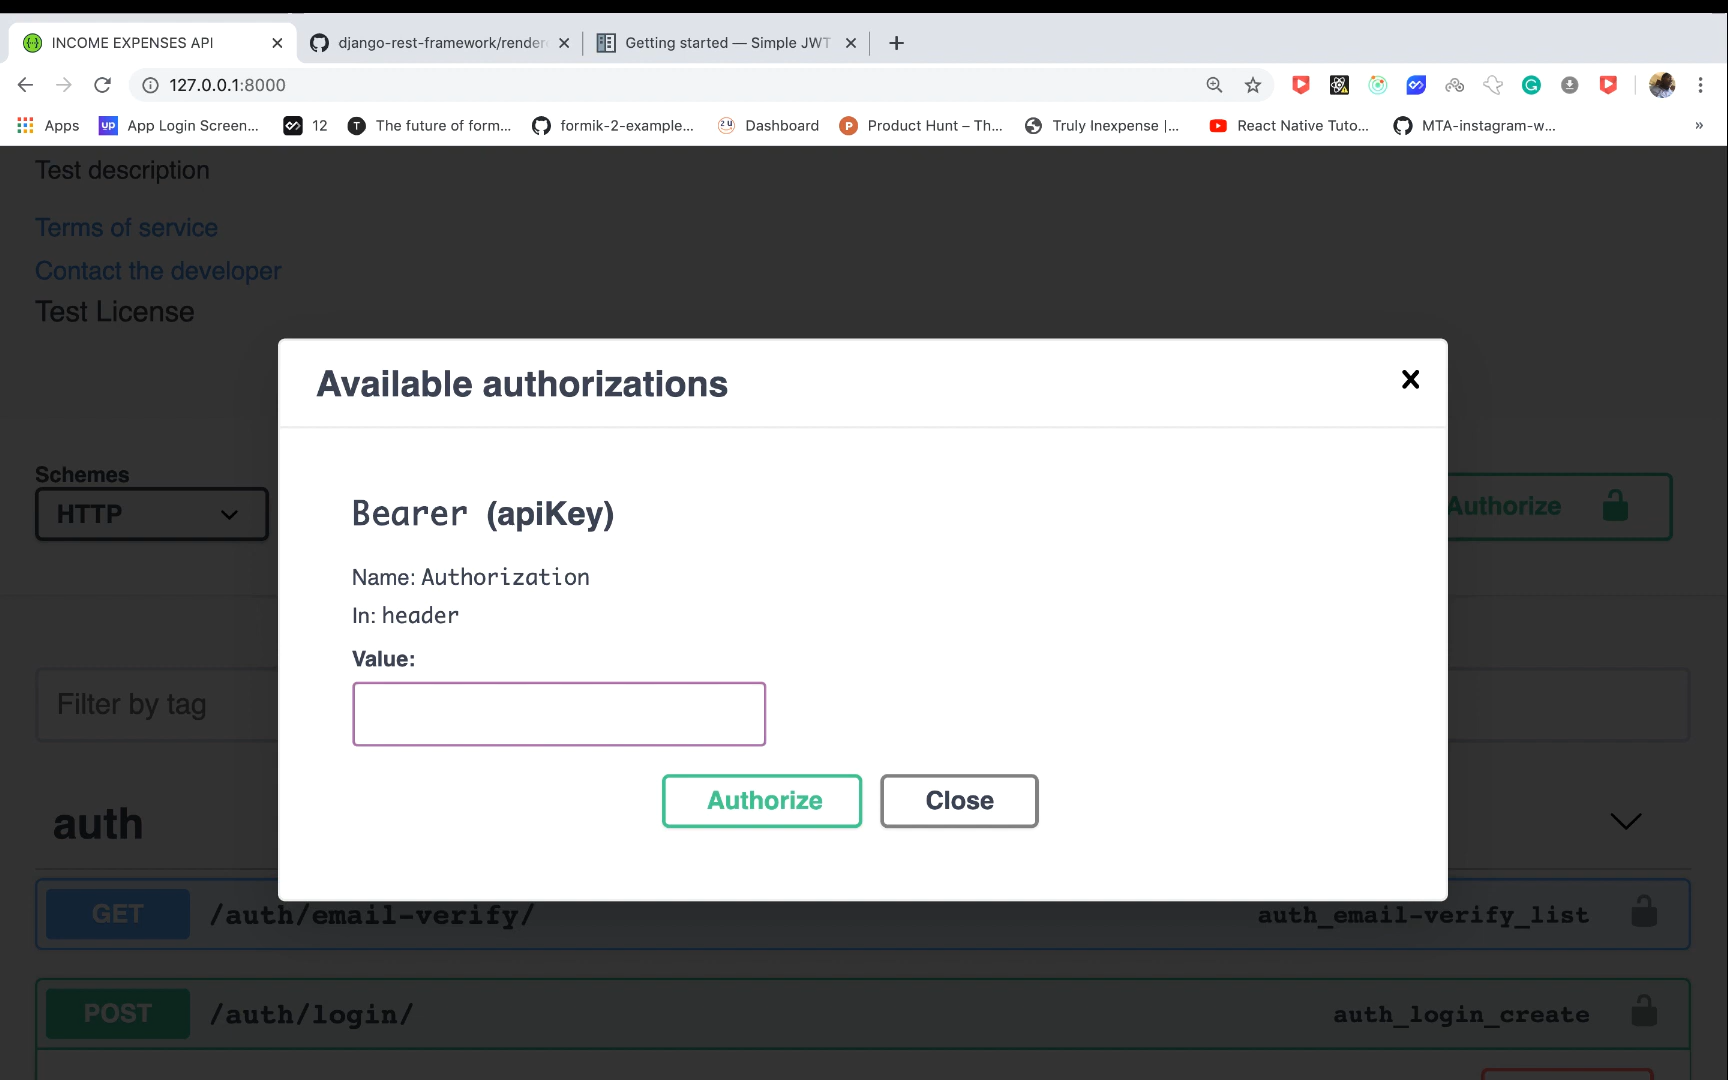 INCOME EXPENSES API
django-rest-framework/render
Getting started — Simple JWT
127.0.0.1:8000
Apps
UP
App Login Screen...
12
T
The future of form...
formik-2-example...
Dashboard
P
Product Hunt – Th...
Truly Inexpense |...
React Native Tuto...
MTA-instagram-w...
»
Test description
Terms of service
Contact the developer
Test License
Available authorizations
Schemes
HTTP
Authorize
Bearer (apiKey)
Name: Authorization
In: header
Value:
Filter by tag
Authorize
Close
auth
GET
/auth/email-verify/
auth_email-verify_list
POST
/auth/login/
auth_login_create